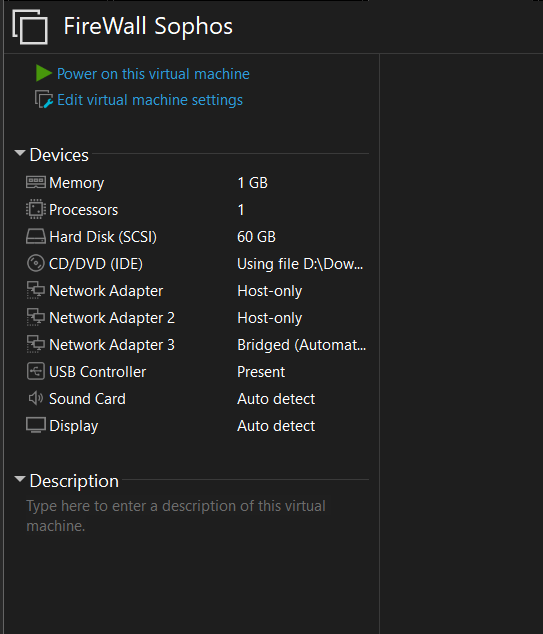 FireWall Sophos
Power on this virtual machine
Edit virtual machine settings
Devices
Memory 1 GB
Processors 1
Hard Disk (SCSI) 60 GB
CD/DVD (IDE) Using file D:\Dow...
Network Adapter Host-only
Network Adapter 2 Host-only
Network Adapter 3 Bridged (Automat...
USB Controller Present
Sound Card Auto detect
Display Auto detect
Description
Type here to enter a description of this virtual
machine.